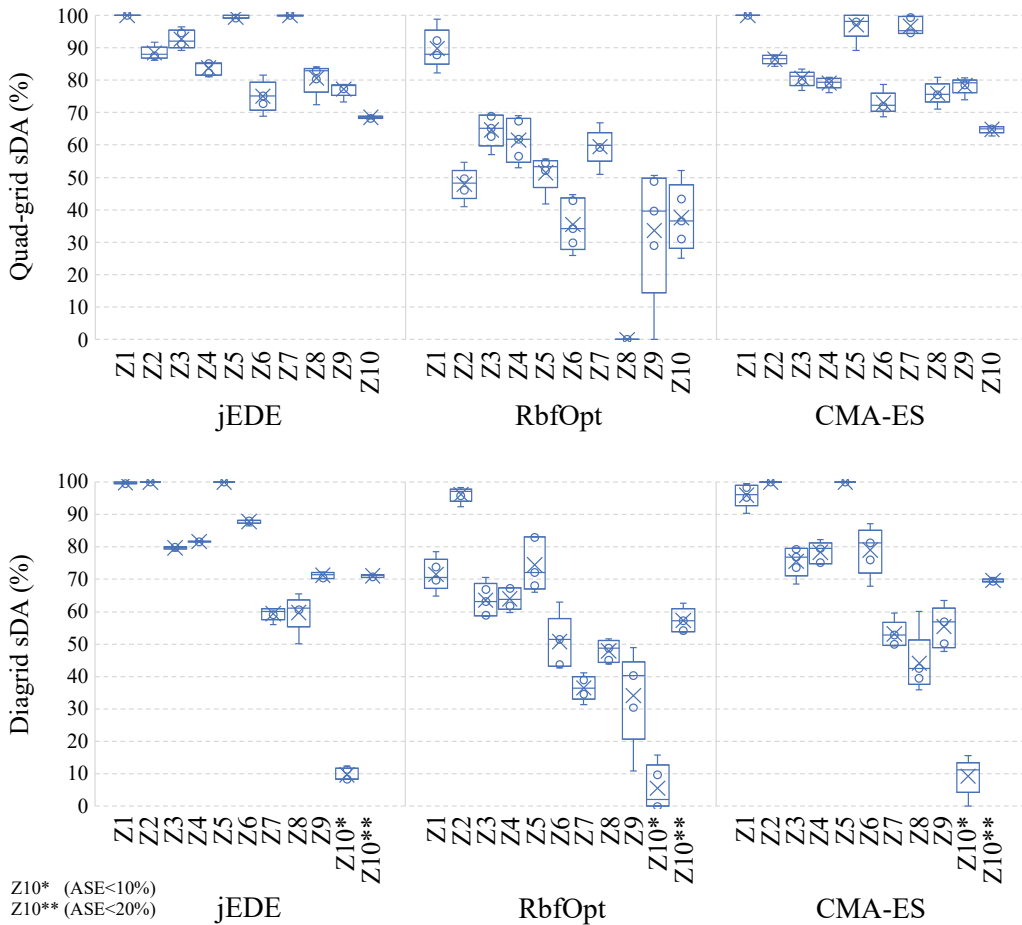 Quad-grid sDA (%)
100
90
80
70
60
50
40
30
20
10
0
Z1 Z2 Z3 Z4 Z5 Z6 Z7 Z8 Z9 Z10 Z1 Z2 Z3 Z4 Z5 Z6 Z7 Z8 Z9 Z10 Z1 Z2 Z3 Z4 Z5 Z6 Z7 Z8 Z9 Z10
jEDE RbfOpt CMA-ES
Diagrid sDA (%)
100
90
80
70
60
50
40
30
20
10
0
Z1 Z2 Z3 Z4 Z5 Z6 Z7 Z8 Z9 Z10* Z10** Z1 Z2 Z3 Z4 Z5 Z6 Z7 Z8 Z9 Z10* Z10** Z1 Z2 Z3 Z4 Z5 Z6 Z7 Z8 Z9 Z10* Z10**
Z10* (ASE<10%)
Z10** (ASE<20%)
jEDE RbfOpt CMA-ES